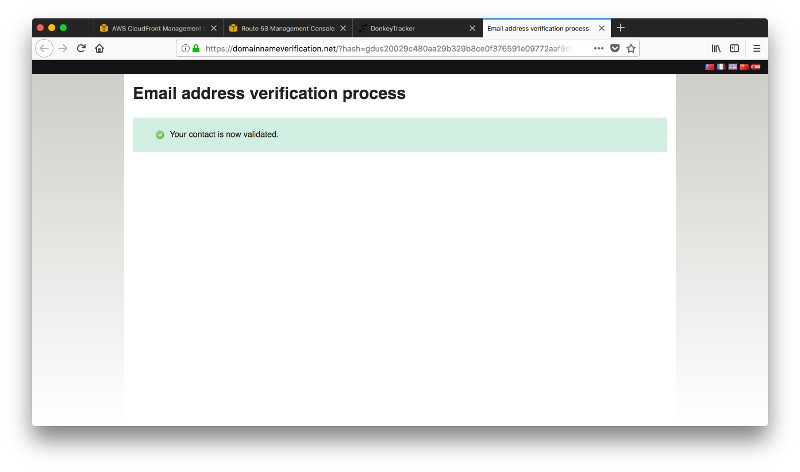 AWS CloudFront Management
Route 53 Management Console
DonkeyTracker
Email address verification process
https://domainnameverification.net/?hash=gdus20029c480aa29b329b8ce0f376591e09772aaf9
Email address verification process
Your contact is now validated.